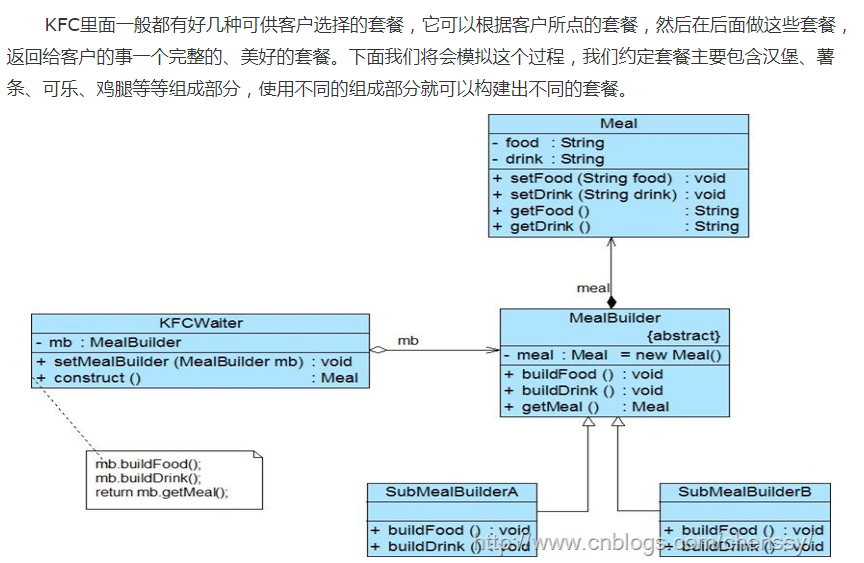 KFC里面一般都有好几种可供客户选择的套餐，它可以根据客户所点的套餐，然后在后面做这些套餐，
返回给客户的事一个完整的、美好的套餐。下面我们将会模拟这个过程，我们约定套餐主要包含汉堡、薯
条、可乐、鸡腿等等组成部分，使用不同的组成部分就可以构建出不同的套餐。
Meal
- food : String
- drink : String
+ setFood (String food) : void
+ setDrink (String drink) : void
+ getFood () : String
+ getDrink () : String
meal
KFCWaiter
- mb : MealBuilder
+ setMealBuilder (MealBuilder mb) : void
+ construct () : Meal
mb
MealBuilder
{abstract}
- meal : Meal = new Meal()
+ buildFood () : void
+ buildDrink () : void
+ getMeal () : Meal
mb.buildFood();
mb.buildDrink();
return mb.getMeal();
SubMealBuilderA
+ buildFood () : void
+ buildDrink () : void
SubMealBuilderB
+ buildFood () : void
+ buildDrink () : void
http://www.cnblogs.com/chenssy/